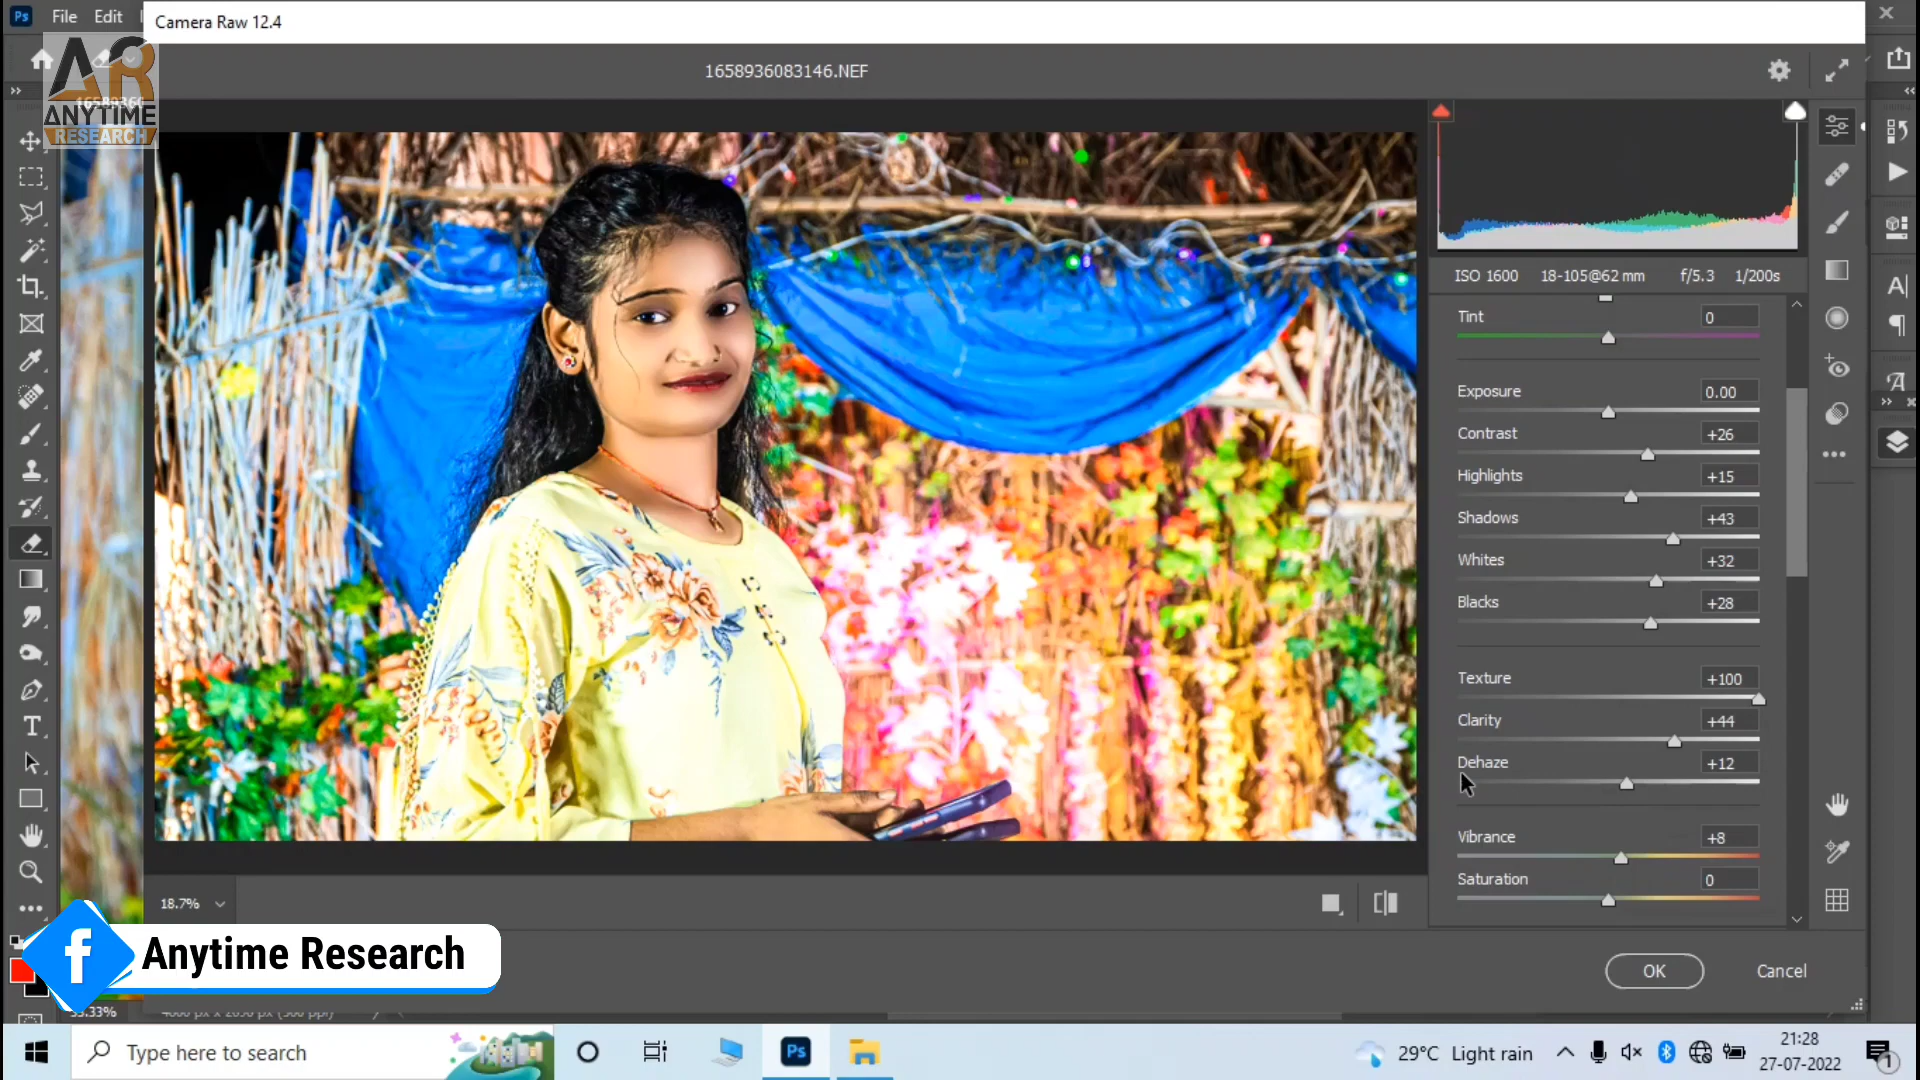 Ps
File
Edit
Camera Raw 12.4
1658936083146.NEF
AR
ANYTIME
RESEARCH
ISO 1600
18-105@62 mm
f/5.3
1/200s
Tint
0
Exposure
0.00
Contrast
+26
Highlights
+15
Shadows
+43
Whites
+32
Blacks
+28
Texture
+100
Clarity
+44
Dehaze
+12
Vibrance
+8
Saturation
0
18.7%
f
Anytime Research
OK
Cancel
Type here to search
Ps
29°C Light rain
21:28
27-07-2022
1